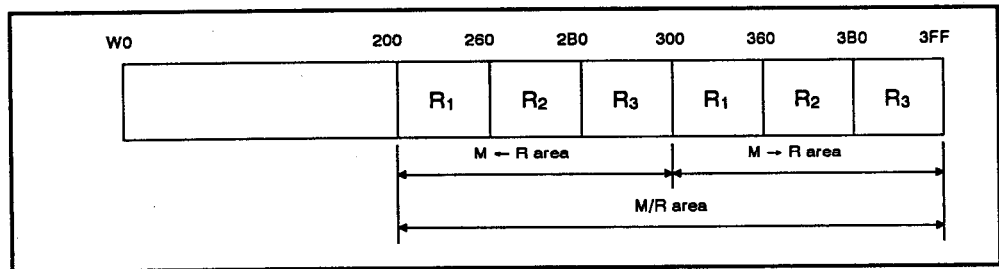 W0 200 260 2B0 300 360 3B0 3FF
R1 R2 R3 R1 R2 R3
M ← R area M → R area
M/R area